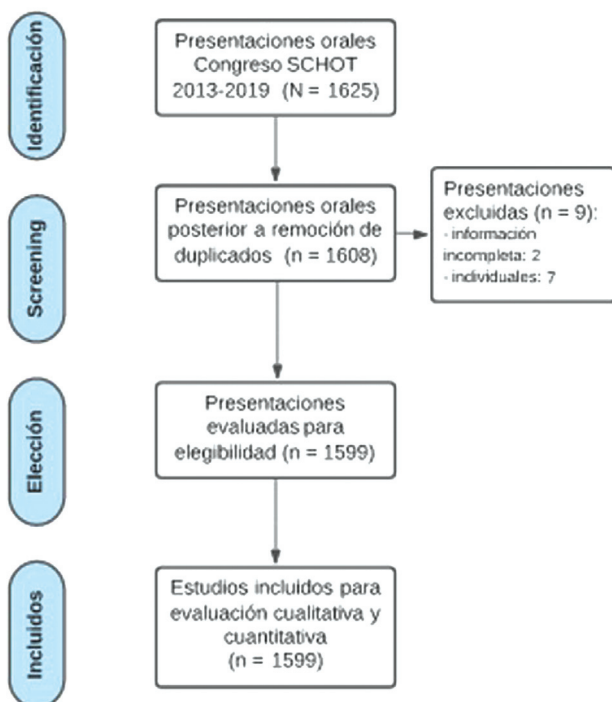 Identificación
Presentaciones orales
Congreso SCHOT
2013-2019 (N = 1625)
Screening
Presentaciones orales
posterior a remoción de
duplicados (n = 1608)
Presentaciones
excluidas (n = 9):
- información
incompleta: 2
- individuales: 7
Elección
Presentaciones
evaluadas para
elegibilidad (n = 1599)
Incluidos
Estudios incluidos para
evaluación cualitativa y
cuantitativa
(n = 1599)